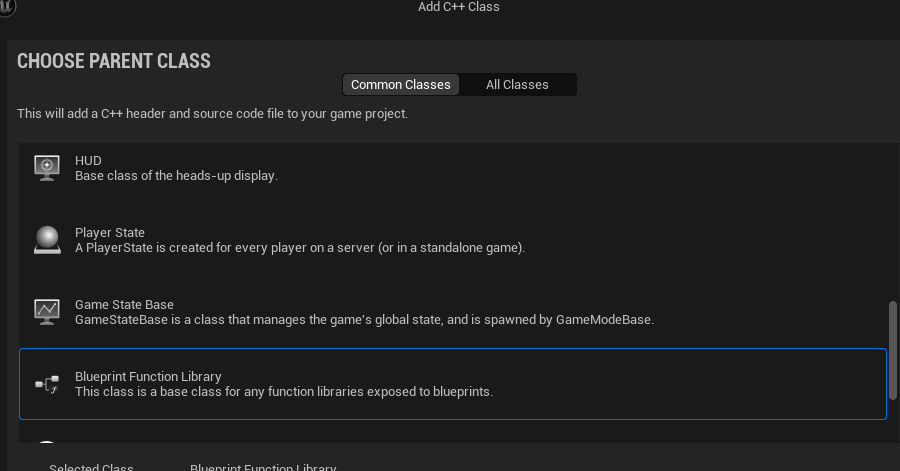 Add C++ Class
CHOOSE PARENT CLASS
Common Classes All Classes
This will add a C++ header and source code file to your game project.
HUD
Base class of the heads-up display.
Player State
A PlayerState is created for every player on a server (or in a standalone game).
Game State Base
GameStateBase is a class that manages the game's global state, and is spawned by GameModeBase.
Blueprint Function Library
This class is a base class for any function libraries exposed to blueprints.
Selected Class Blueprint Function Library